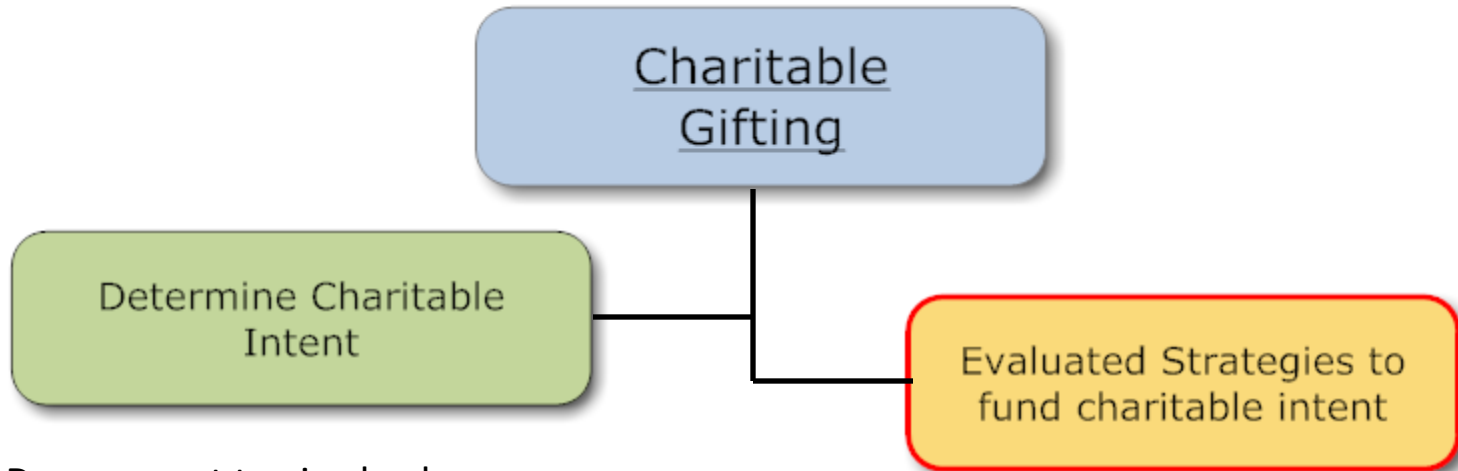 Charitable
Gifting
Determine Charitable
Intent
Evaluated Strategies to
fund charitable intent